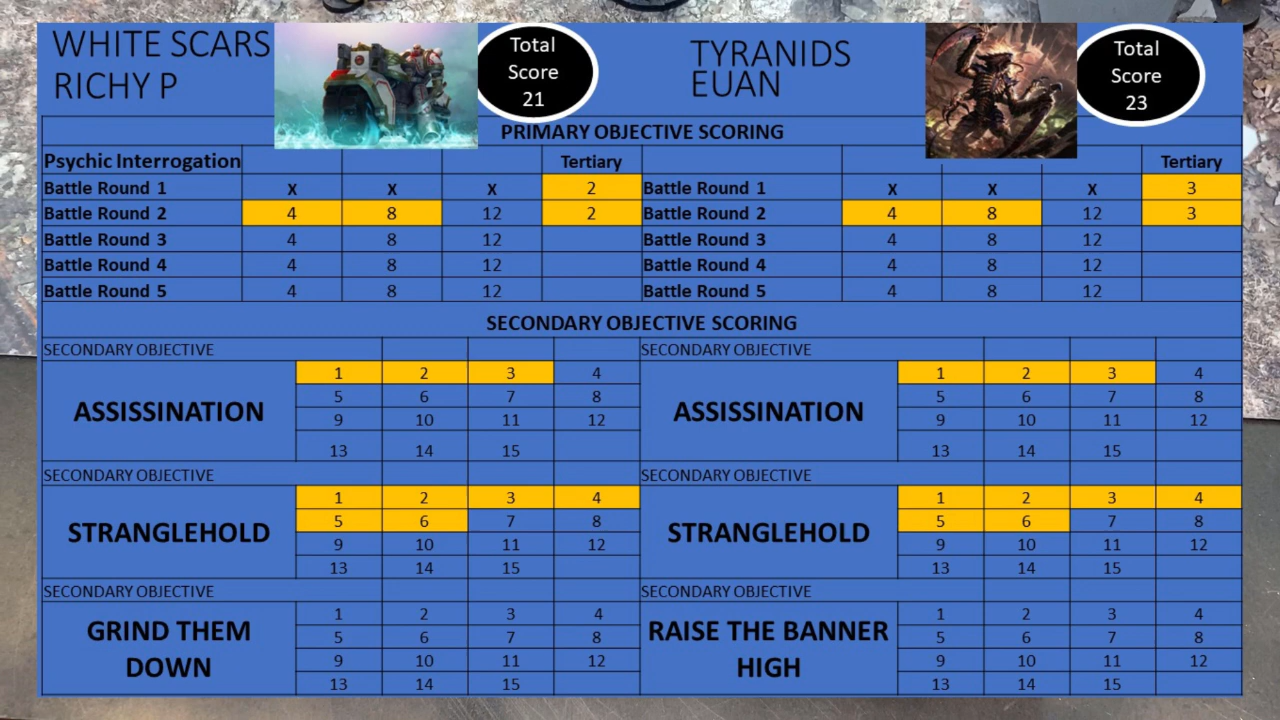 WHITE SCARS
RICHY P
Total
Score
21
TYRANIDS
EUAN
Total
Score
23
PRIMARY OBJECTIVE SCORING
Psychic Interrogation Tertiary Tertiary
Battle Round 1 x x x 2 Battle Round 1 x x x 3
Battle Round 2 4 8 12 2 Battle Round 2 4 8 12 3
Battle Round 3 4 8 12 Battle Round 3 4 8 12
Battle Round 4 4 8 12 Battle Round 4 4 8 12
Battle Round 5 4 8 12 Battle Round 5 4 8 12
SECONDARY OBJECTIVE SCORING
SECONDARY OBJECTIVE SECONDARY OBJECTIVE
ASSISSINATION
1 2 3 4
5 6 7 8
9 10 11 12
13 14 15
ASSISSINATION
1 2 3 4
5 6 7 8
9 10 11 12
13 14 15
SECONDARY OBJECTIVE SECONDARY OBJECTIVE
STRANGLEHOLD
1 2 3 4
5 6 7 8
9 10 11 12
13 14 15
STRANGLEHOLD
1 2 3 4
5 6 7 8
9 10 11 12
13 14 15
SECONDARY OBJECTIVE SECONDARY OBJECTIVE
GRIND THEM
DOWN
1 2 3 4
5 6 7 8
9 10 11 12
13 14 15
RAISE THE BANNER
HIGH
1 2 3 4
5 6 7 8
9 10 11 12
13 14 15